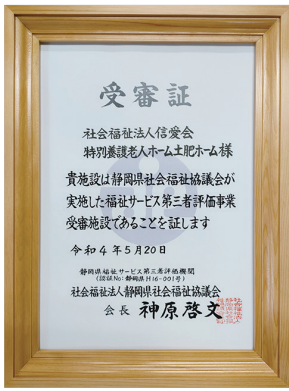 受審証
社会福祉法人信愛会
特別養護老人ホーム土肥ホーム様
貴施設は静岡県社会福祉協議会が
実施した福祉サービス第三者評価事業
受審施設であることを証します
令和4年5月20日
静岡県福祉サービス第三者評価機関
(認証No:静岡県H16-001号)
社会福祉法人静岡県社会福祉協議会
会長 神原啓文